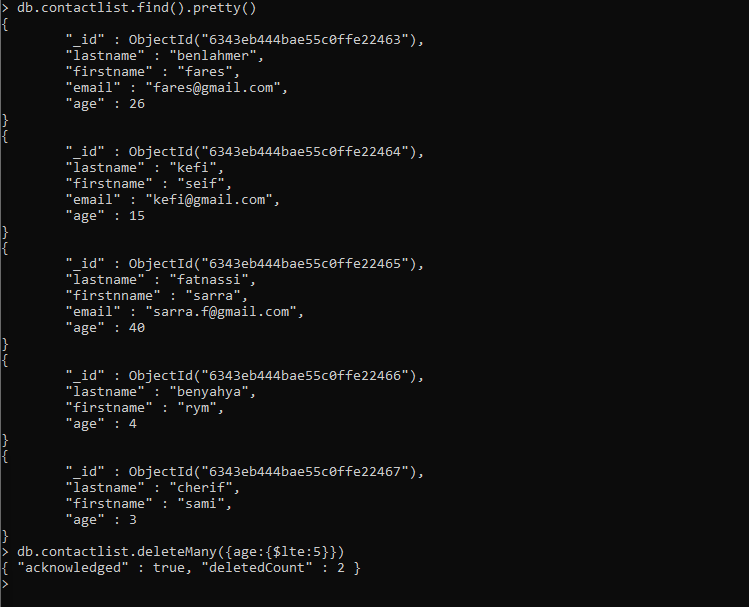 > db.contactlist.find().pretty()
{
        "_id" : ObjectId("6343eb444bae55c0ffe22463"),
        "lastname" : "benlahmer",
        "firstname" : "fares",
        "email" : "fares@gmail.com",
        "age" : 26
}
{
        "_id" : ObjectId("6343eb444bae55c0ffe22464"),
        "lastname" : "kefi",
        "firstname" : "seif",
        "email" : "kefi@gmail.com",
        "age" : 15
}
{
        "_id" : ObjectId("6343eb444bae55c0ffe22465"),
        "lastname" : "fatnassi",
        "firstnname" : "sarra",
        "email" : "sarra.f@gmail.com",
        "age" : 40
}
{
        "_id" : ObjectId("6343eb444bae55c0ffe22466"),
        "lastname" : "benyahya",
        "firstname" : "rym",
        "age" : 4
}
{
        "_id" : ObjectId("6343eb444bae55c0ffe22467"),
        "lastname" : "cherif",
        "firstname" : "sami",
        "age" : 3
}
> db.contactlist.deleteMany({age:{$lte:5}})
{ "acknowledged" : true, "deletedCount" : 2 }
>